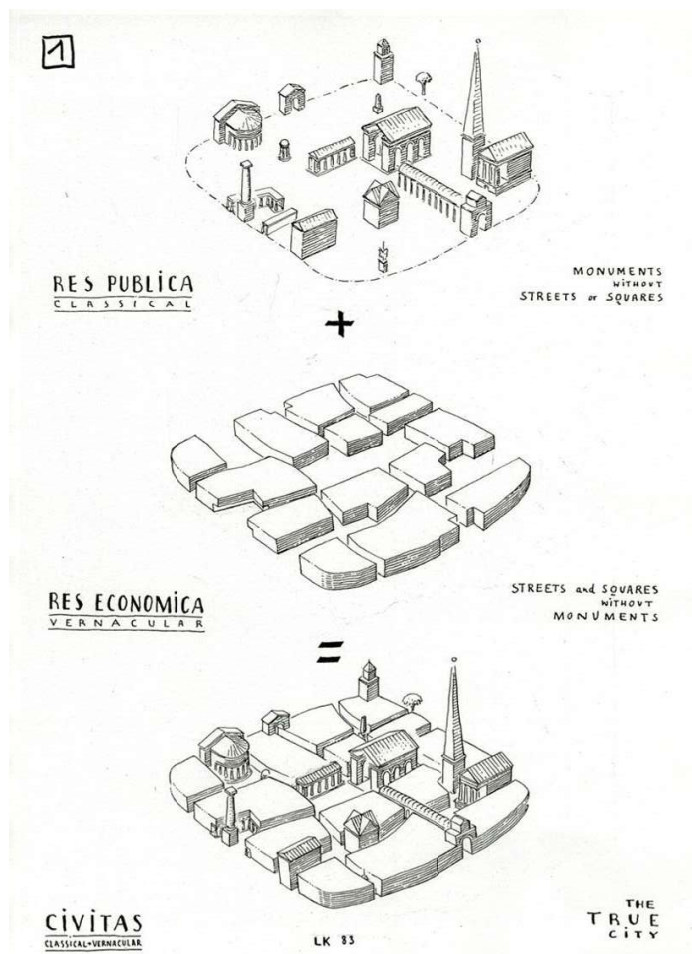 1
RES PUBLICA
CLASSICAL
MONUMENTS
WITHOUT
STREETS or SQUARES
+
RES ECONOMICA
VERNACULAR
STREETS and SQUARES
WITHOUT
MONUMENTS
=
CIVITAS
CLASSICAL+VERNACULAR
LK 83
THE
TRUE
CITY